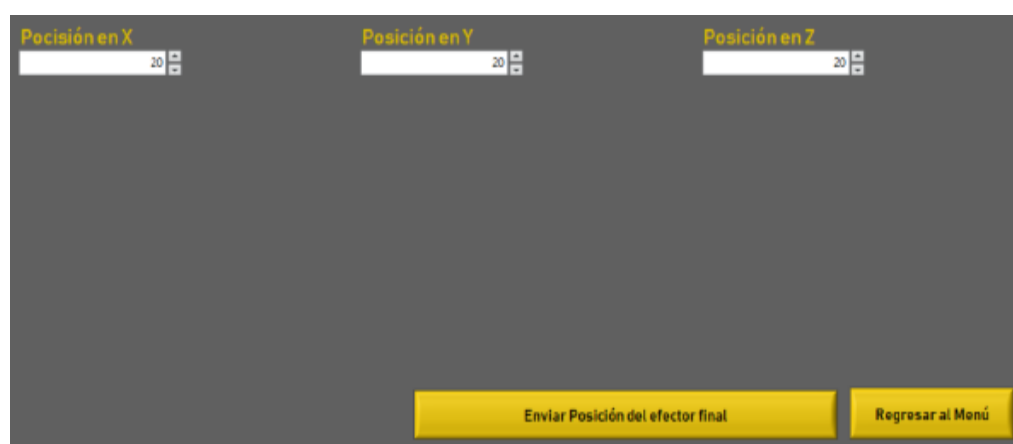 Pocisión en X
Posición en Y
Posición en Z
20
20
20
Enviar Posición del efector final
Regresar al Menú